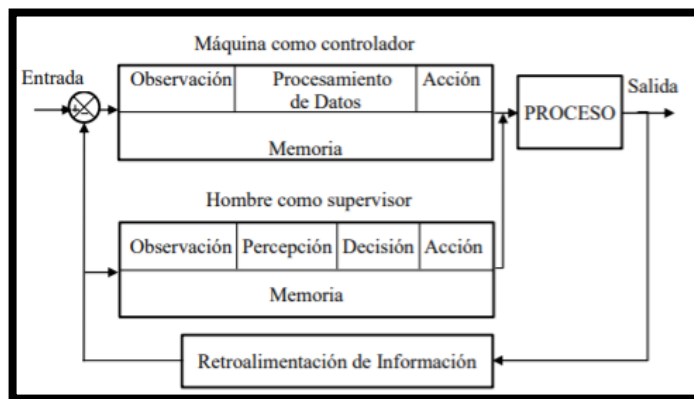 Máquina como controlador
Entrada
Observación
Procesamiento
de Datos
Acción
Memoria
PROCESO
Salida
Hombre como supervisor
Observación
Percepción
Decisión
Acción
Memoria
Retroalimentación de Información